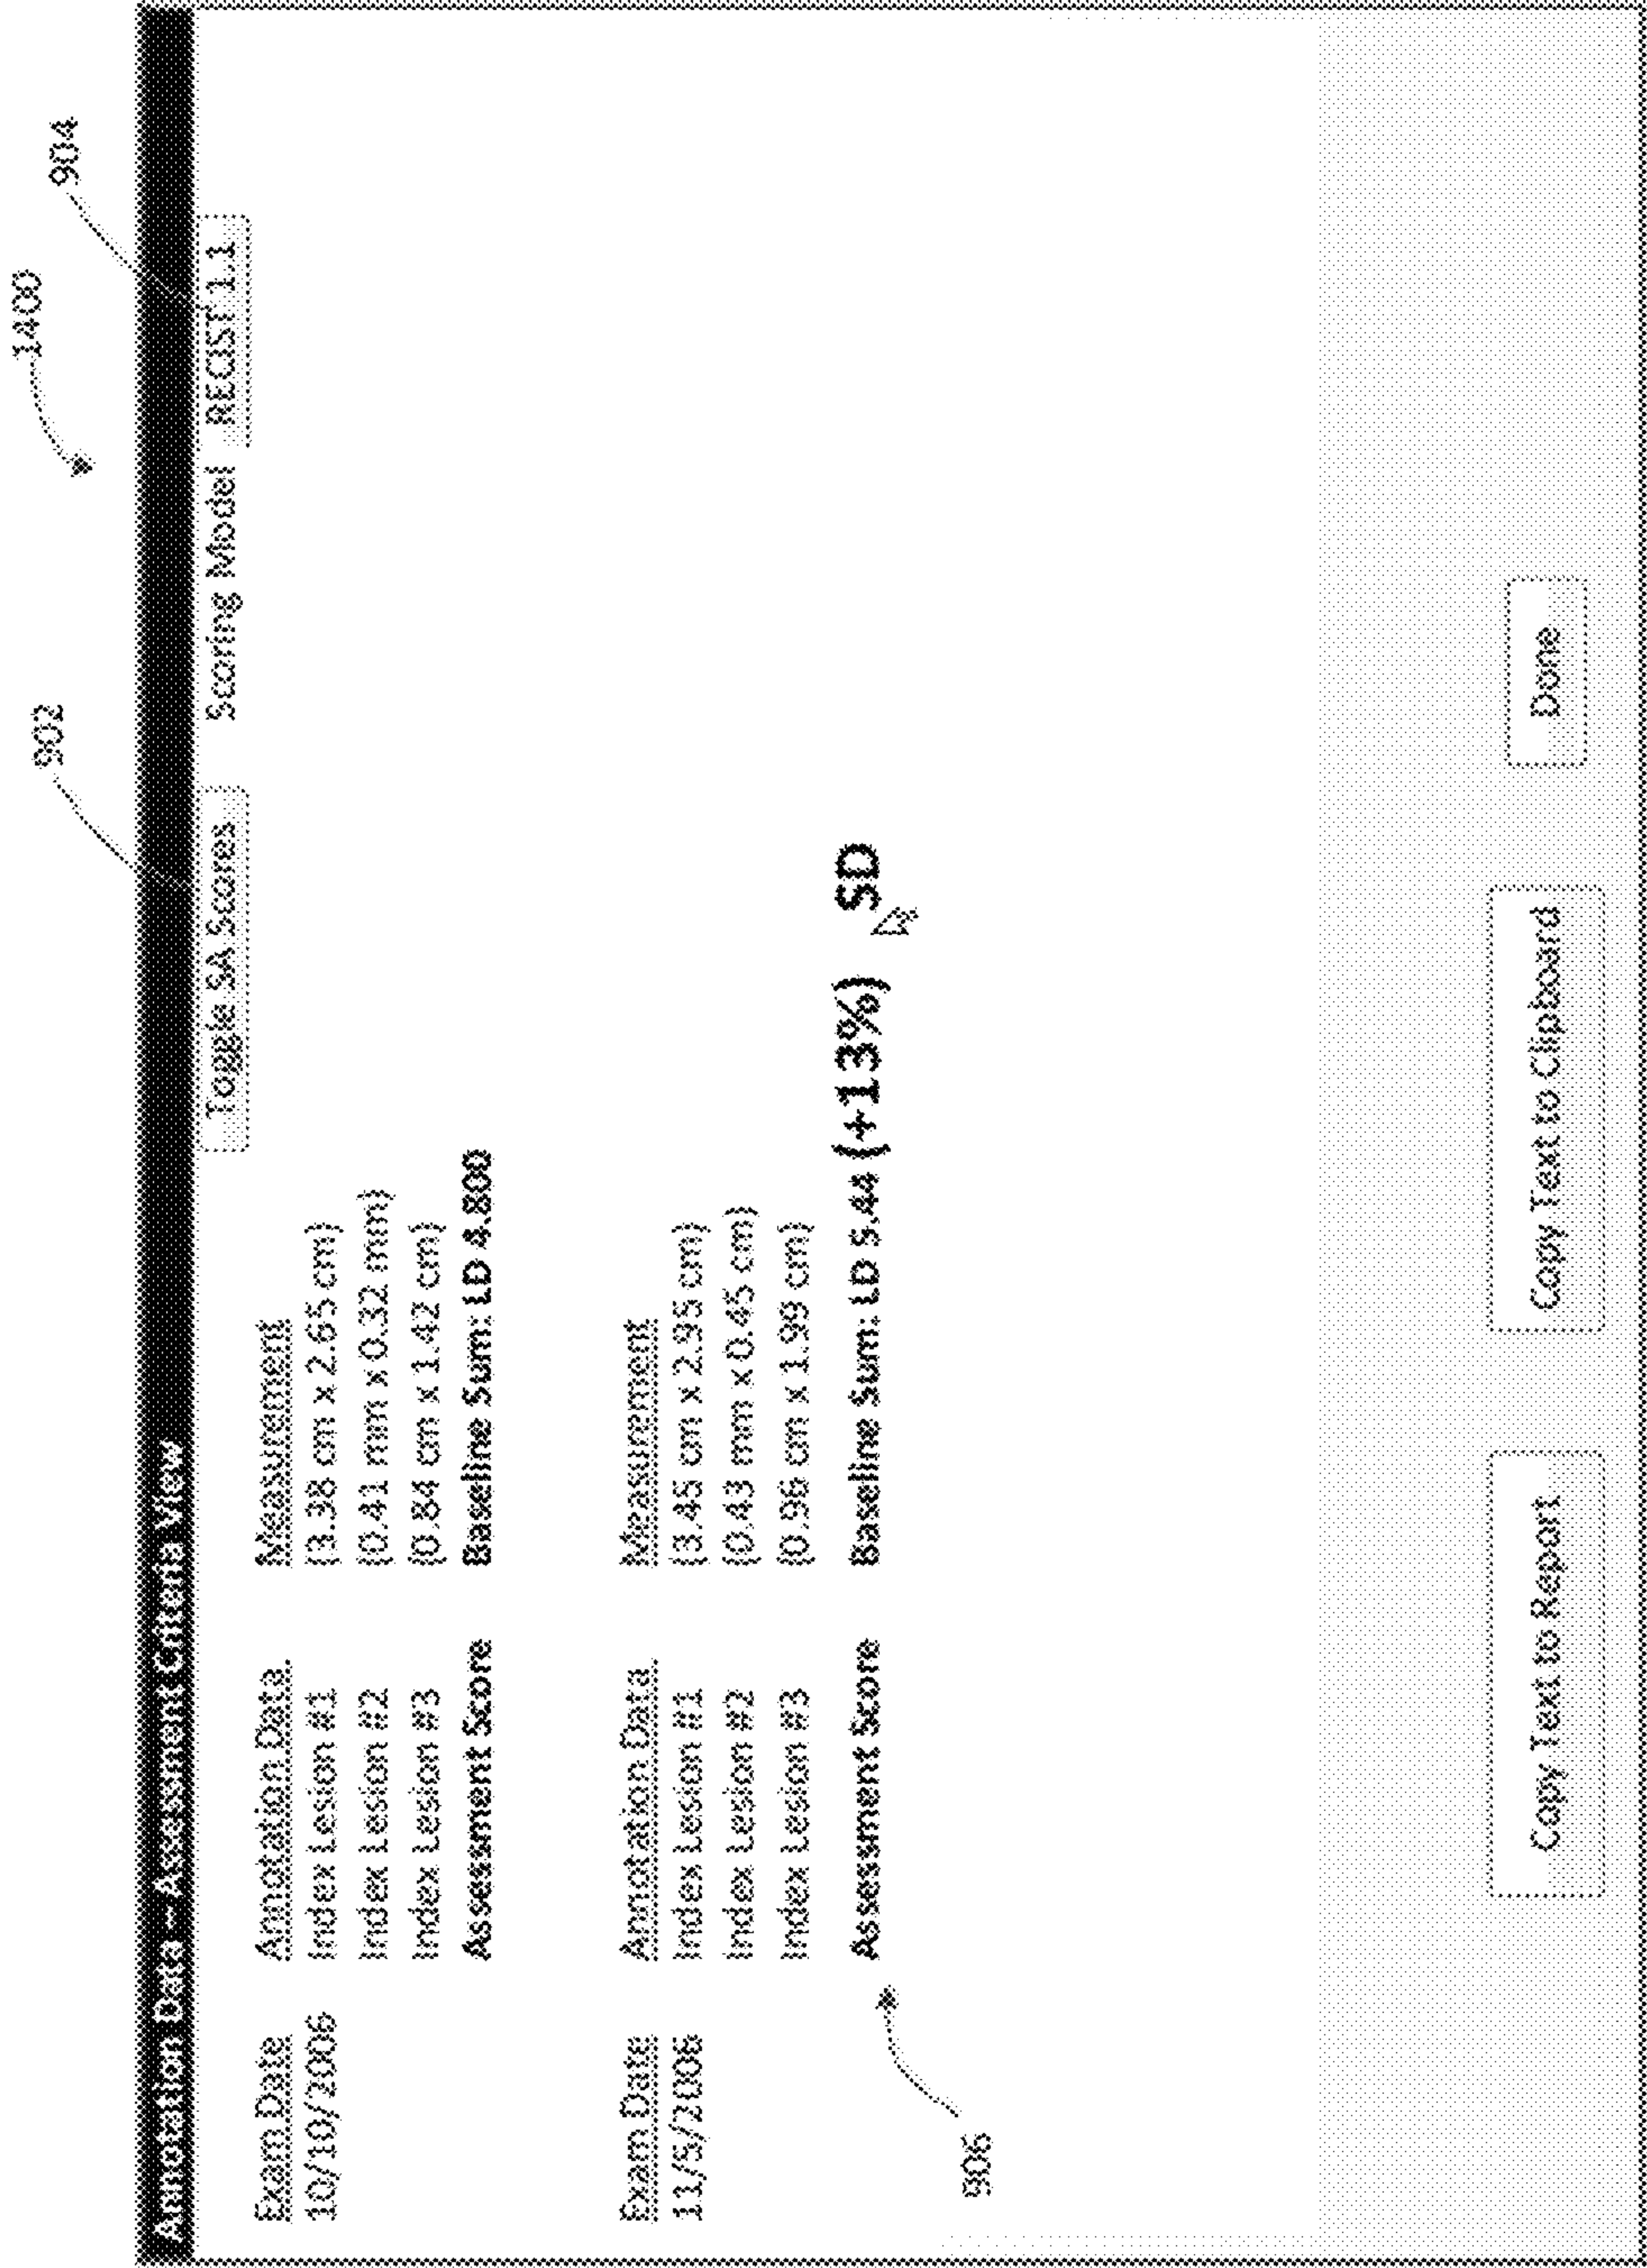 1400
902
904
Annotation Data -- Assessment Criteria View
Toggle SA Scores Scoring Model RECIST 1.1
Exam Date Annotation Data Measurement
10/10/2006 Index Lesion #1 (3.38 cm x 2.65 cm)
Index Lesion #2 (0.41 mm x 0.32 mm)
Index Lesion #3 (0.84 cm x 1.42 cm)
Assessment Score Baseline Sum: LD 4.800
Exam Date Annotation Data Measurement
11/5/2006 Index Lesion #1 (3.45 cm x 2.95 cm)
Index Lesion #2 (0.43 mm x 0.45 cm)
Index Lesion #3 (0.96 cm x 1.99 cm)
Assessment Score Baseline Sum: LD 5.44 (+13%) SD
906
Copy Text to Report Copy Text to Clipboard Done